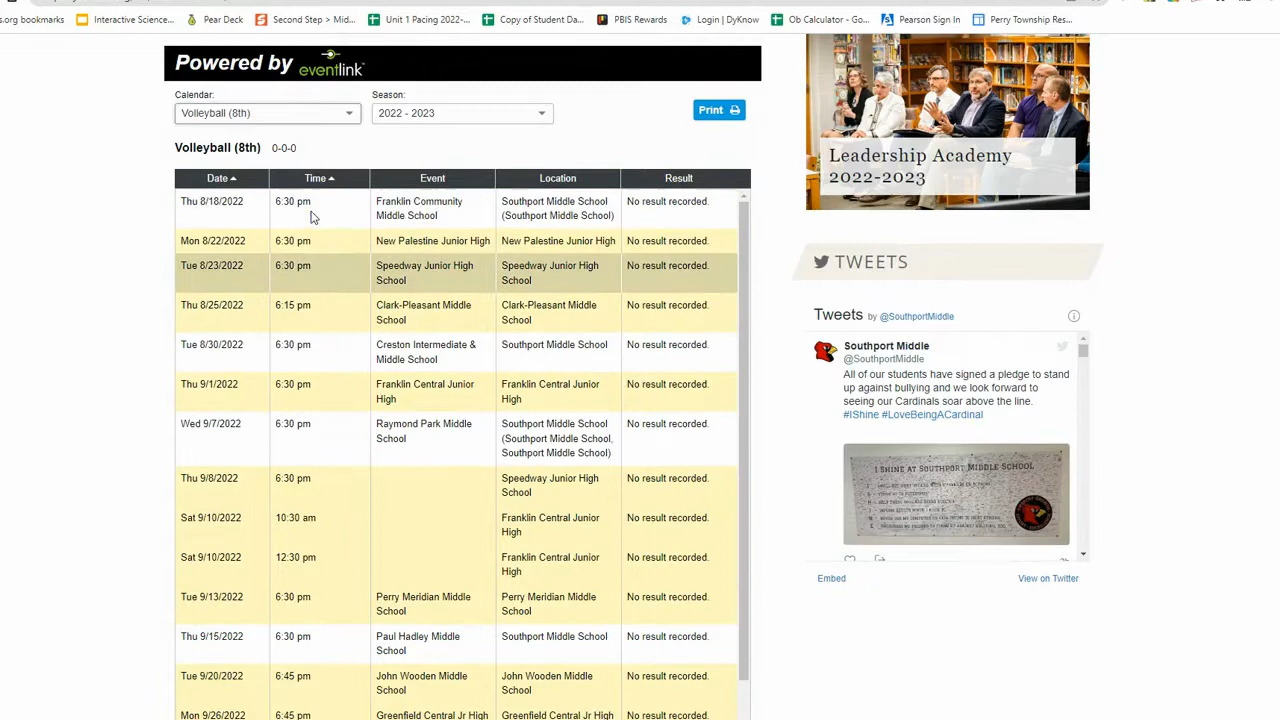 s.org bookmarks Interactive Science... Pear Deck Second Step > Mid... Unit 1 Pacing 2022-... Copy of Student Da... PBIS Rewards Login | DyKnow Ob Calculator - Go... Pearson Sign In Perry Township Res...
Powered by eventlink
Calendar: Season:
Volleyball (8th) 2022 - 2023 Print
Volleyball (8th) 0-0-0
Date Time Event Location Result
Thu 8/18/2022 6:30 pm Franklin Community Southport Middle School No result recorded.
Middle School (Southport Middle School)
Mon 8/22/2022 6:30 pm New Palestine Junior High New Palestine Junior High No result recorded.
Tue 8/23/2022 6:30 pm Speedway Junior High Speedway Junior High No result recorded.
School School
Thu 8/25/2022 6:15 pm Clark-Pleasant Middle Clark-Pleasant Middle No result recorded.
School School
Tue 8/30/2022 6:30 pm Creston Intermediate & Southport Middle School No result recorded.
Middle School
Thu 9/1/2022 6:30 pm Franklin Central Junior Franklin Central Junior No result recorded.
High High
Wed 9/7/2022 6:30 pm Raymond Park Middle Southport Middle School No result recorded.
School (Southport Middle School,
Southport Middle School)
Thu 9/8/2022 6:30 pm Speedway Junior High No result recorded.
School
Sat 9/10/2022 10:30 am Franklin Central Junior No result recorded.
High
Sat 9/10/2022 12:30 pm Franklin Central Junior No result recorded.
High
Tue 9/13/2022 6:30 pm Perry Meridian Middle Perry Meridian Middle No result recorded.
School School
Thu 9/15/2022 6:30 pm Paul Hadley Middle Southport Middle School No result recorded.
School
Tue 9/20/2022 6:45 pm John Wooden Middle John Wooden Middle No result recorded.
School School
Mon 9/26/2022 6:45 pm Greenfield Central Jr High Greenfield Central Jr High No result recorded.
Leadership Academy
2022-2023
TWEETS
Tweets by @SouthportMiddle
Southport Middle
@SouthportMiddle
All of our students have signed a pledge to stand
up against bullying and we look forward to
seeing our Cardinals soar above the line.
#IShine #LoveBeingACardinal
I SHINE AT SOUTHPORT MIDDLE SCHOOL
Embed View on Twitter